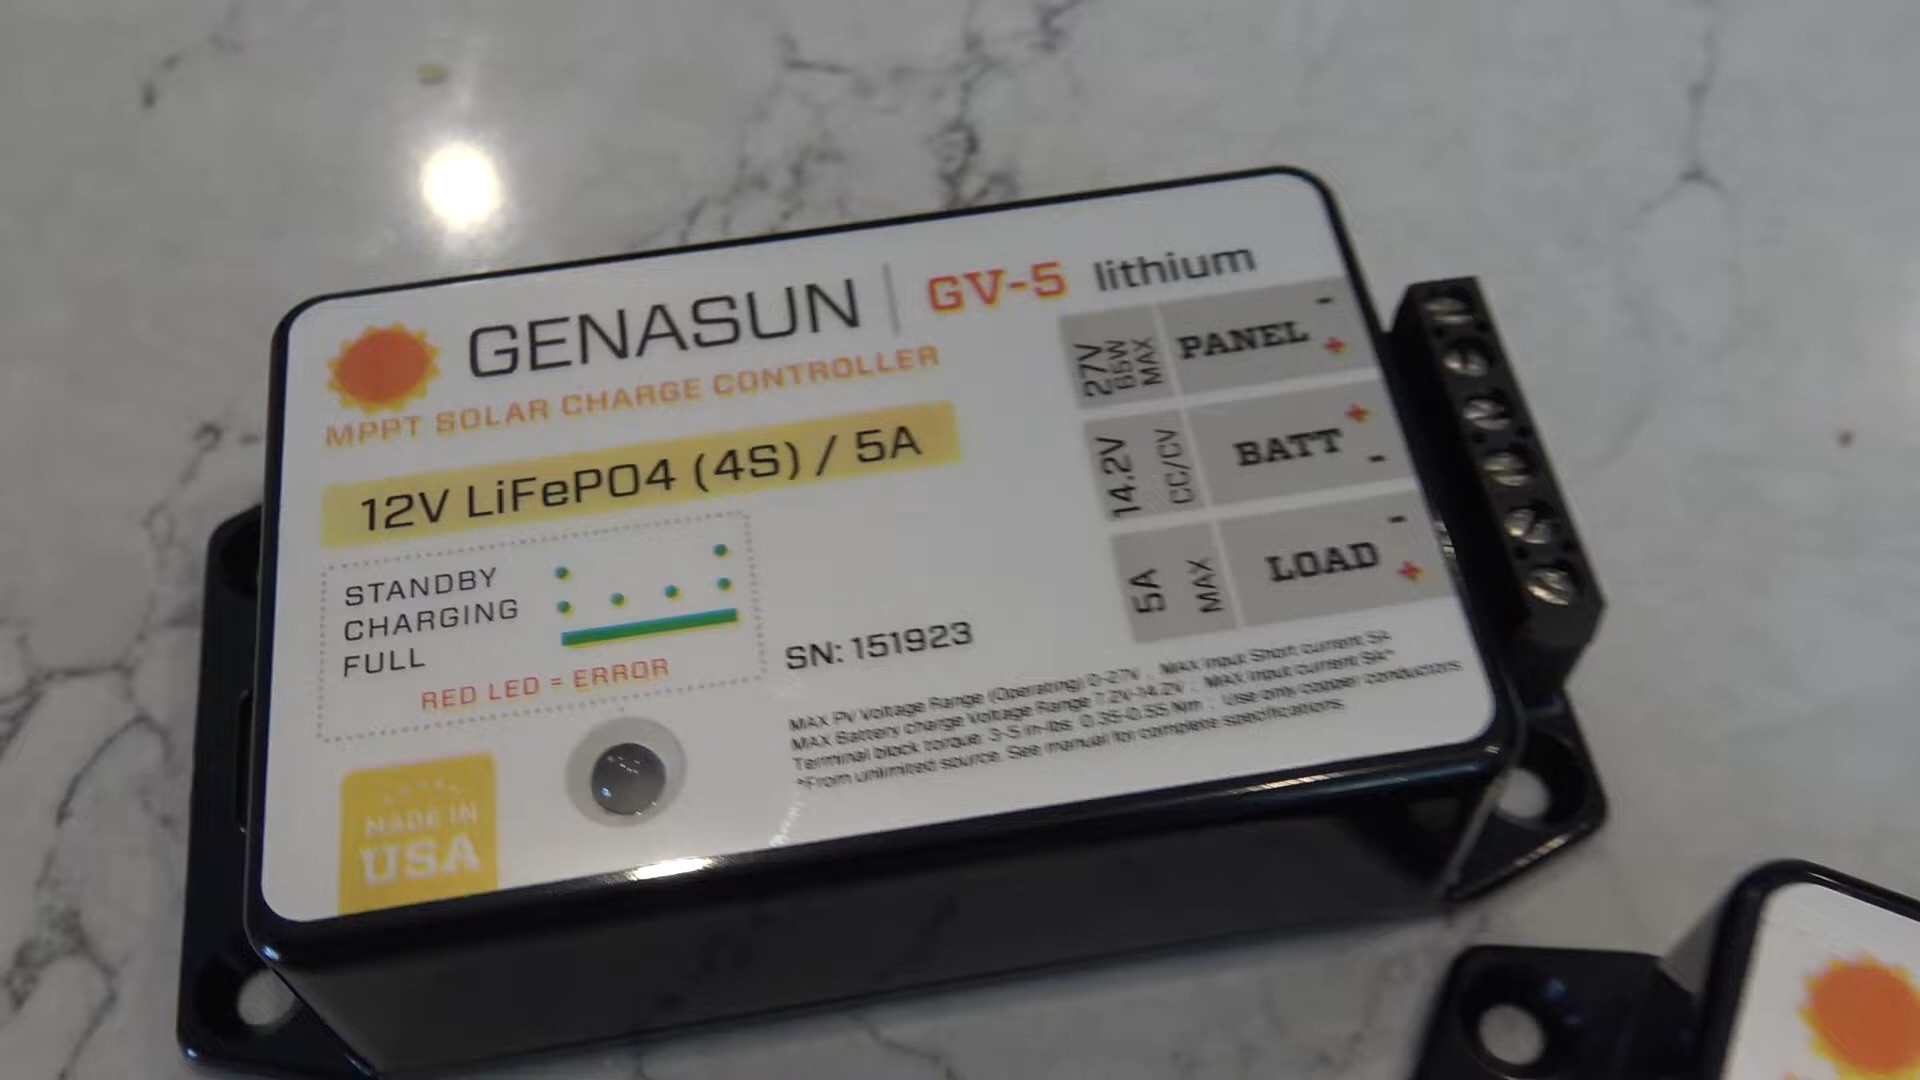 GENASUN | GV-5 lithium
MPPT SOLAR CHARGE CONTROLLER
12V LiFePO4 (4S) / 5A
STANDBY
CHARGING
FULL
RED LED = ERROR
MADE IN
USA
SN: 151923
27V 65W MAX
PANEL - +
14.2V CC/CV
BATT + -
5A MAX
LOAD - +
MAX PV Voltage Range (Operating) 0-27V . MAX Input Short current 5A
MAX Battery charge Voltage Range 7.2V-14.2V . MAX Input current 9A*
Terminal block torque 3-5 in-lbs 0.35-0.55 Nm . Use only copper conductors
*From unlimited source. See manual for complete specifications.